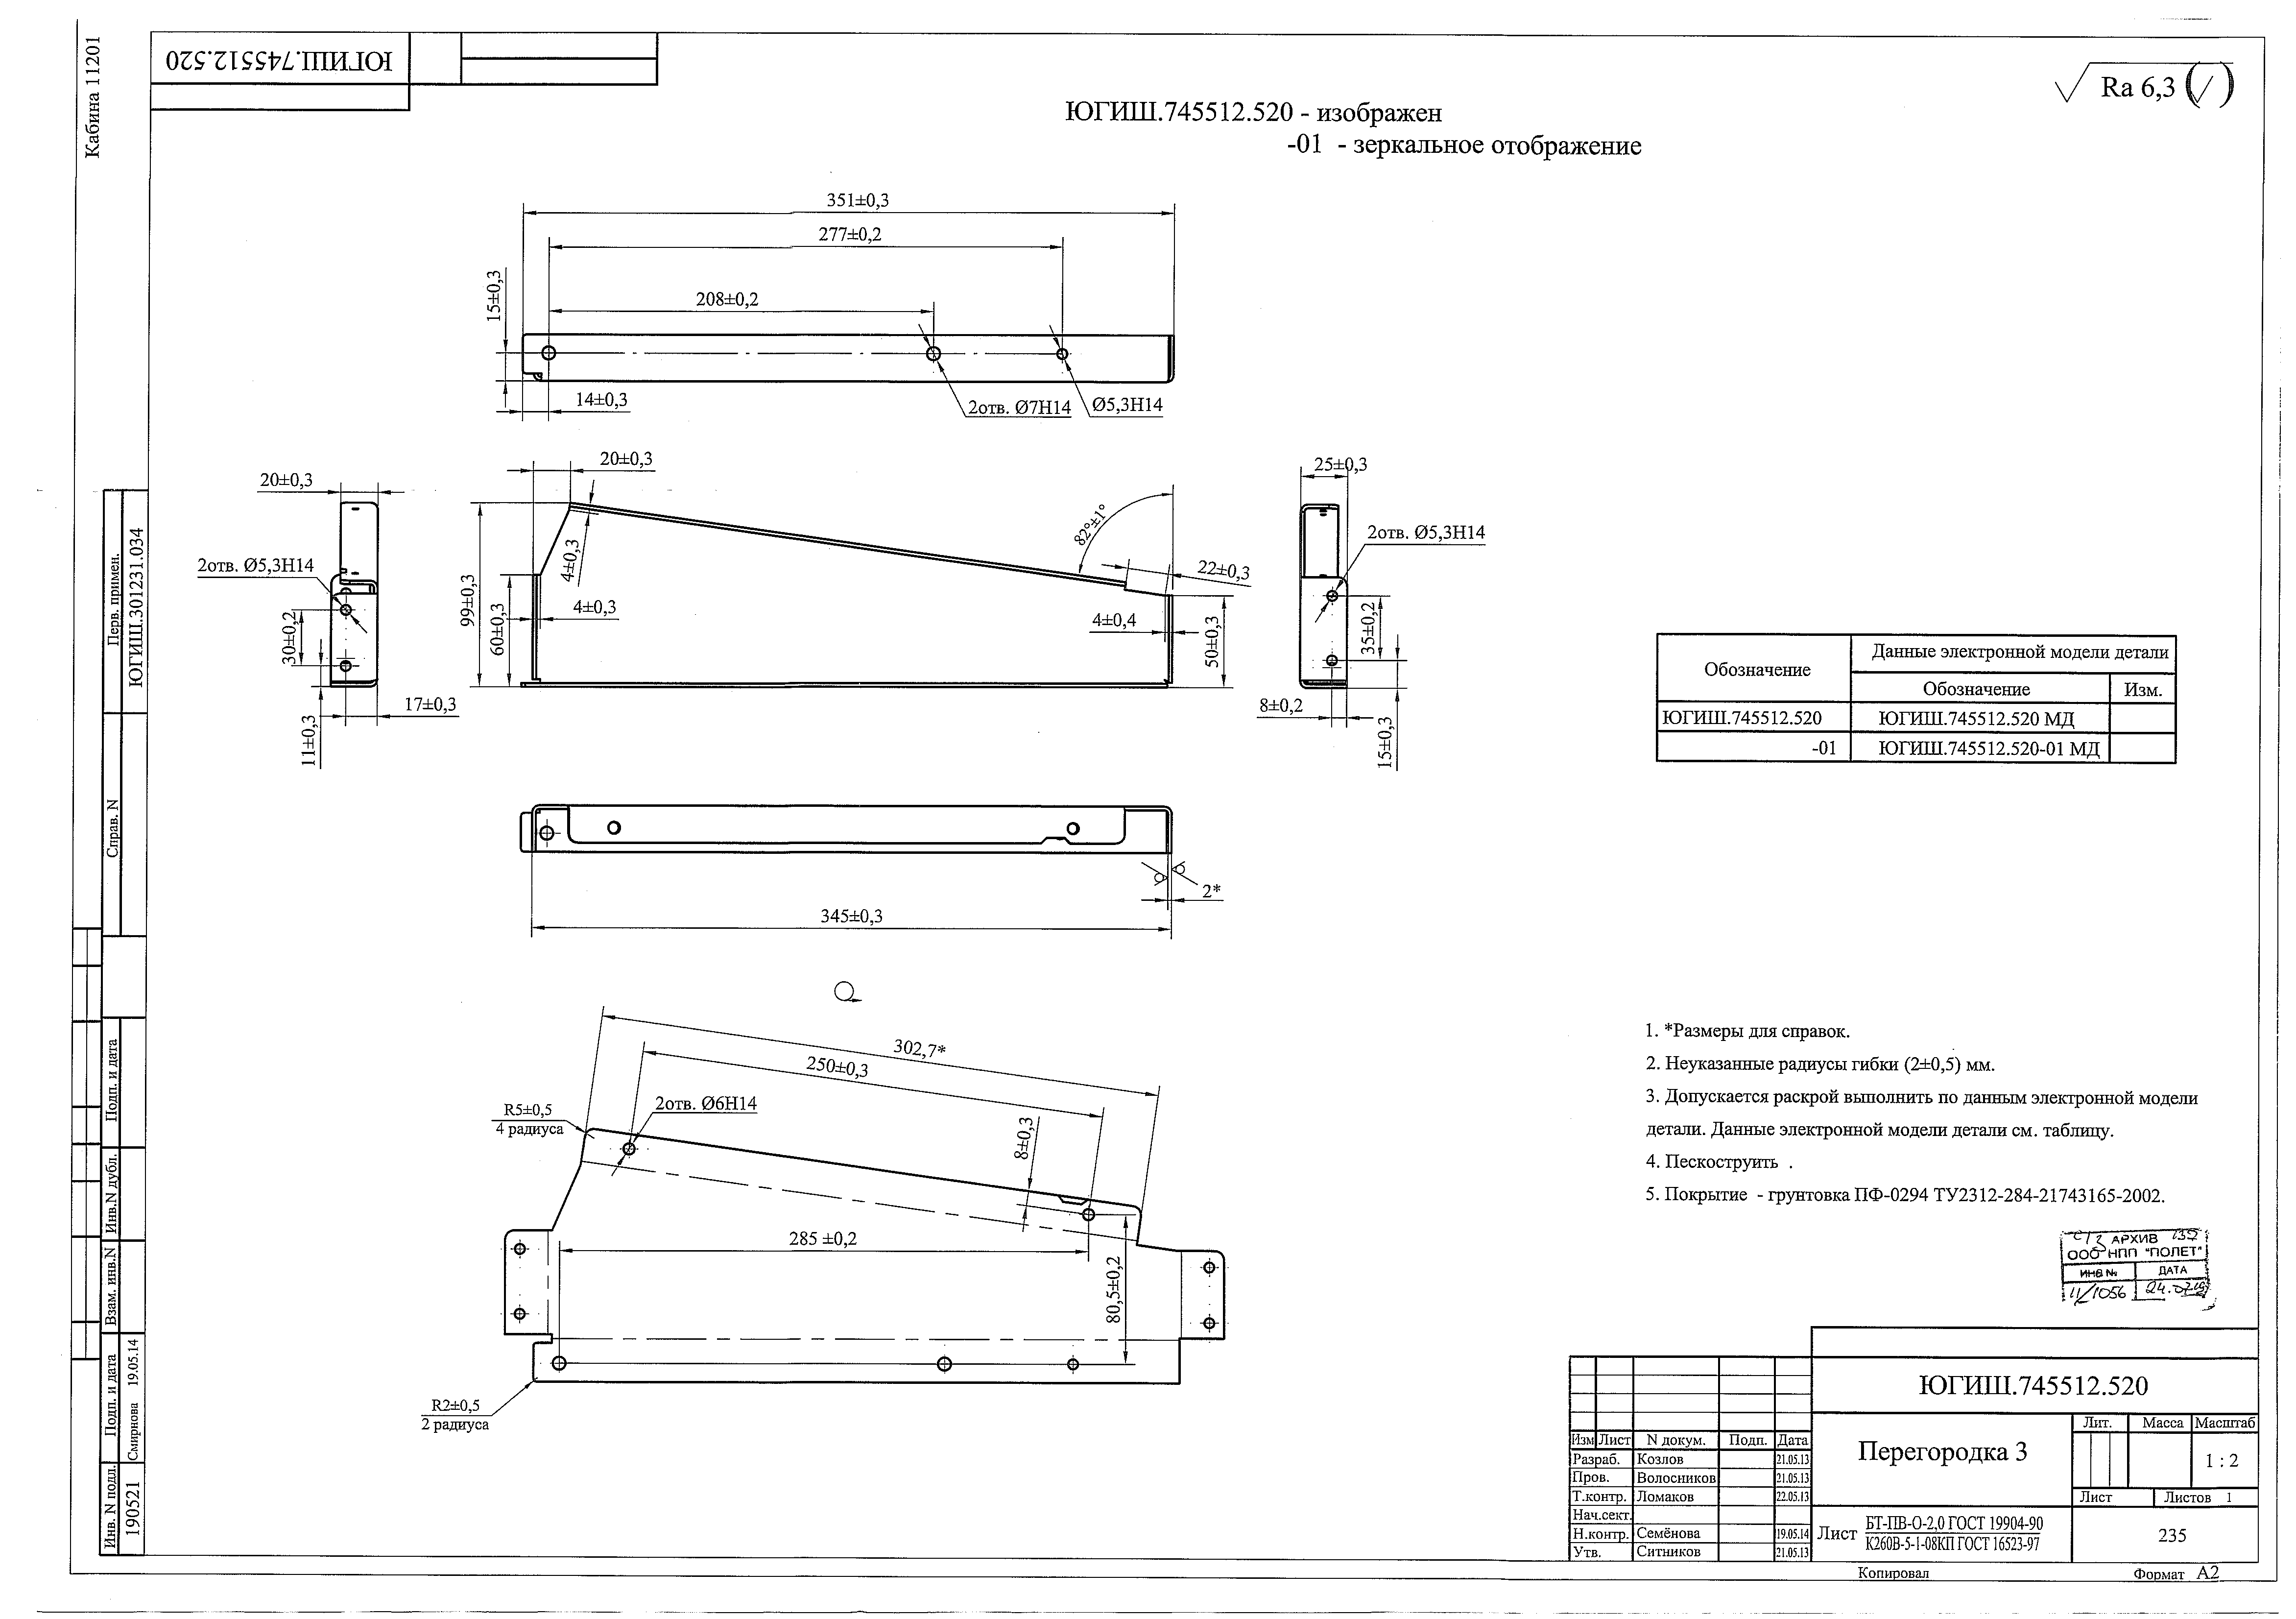 Кабина 11201
ЮГИШ.745512.520
√ Ra 6,3 (√)
ЮГИШ.745512.520 - изображен
-01 - зеркальное отображение
351±0,3
277±0,2
208±0,2
15±0,3
14±0,3
2отв. Ø7H14
Ø5,3H14
20±0,3
2отв. Ø5,3H14
30±0,2
11±0,3
17±0,3
20±0,3
4±0,3
99±0,3
60±0,3
4±0,3
82°±1°
22±0,3
4±0,4
50±0,3
25±0,3
2отв. Ø5,3H14
35±0,2
8±0,2
15±0,3
Обозначение
Данные электронной модели детали
Обозначение
Изм.
ЮГИШ.745512.520
ЮГИШ.745512.520 МД
-01
ЮГИШ.745512.520-01 МД
2*
345±0,3
302,7*
250±0,3
R5±0,5
4 радиуса
2отв. Ø6H14
8±0,3
285 ±0,2
80,5±0,2
R2±0,5
2 радиуса
1. *Размеры для справок.
2. Неуказанные радиусы гибки (2±0,5) мм.
3. Допускается раскрой выполнить по данным электронной модели
детали. Данные электронной модели детали см. таблицу.
4. Пескоструить .
5. Покрытие - грунтовка ПФ-0294 ТУ2312-284-21743165-2002.
АРХИВ
ООО НПП "ПОЛЕТ"
ИНВ № ДАТА
11/1056
Перв. примен.
ЮГИШ.301231.034
Справ. N
Подп. и дата
Инв.N дубл.
Взам. инв.N
Подп. и дата
Смирнова 19.05.14
Инв. N подл.
190521
ЮГИШ.745512.520
Изм Лист N докум. Подп. Дата
Разраб. Козлов 21.05.13
Пров. Волосников 21.05.13
Т.контр. Ломаков 22.05.13
Нач.сект.
Н.контр. Семёнова 19.05.14
Утв. Ситников 21.05.13
Перегородка 3
Лит. Масса Масштаб
1 : 2
Лист
Листов 1
Лист БТ-ПВ-О-2,0 ГОСТ 19904-90
К260В-5-1-08КП ГОСТ 16523-97
235
Копировал
Формат А2